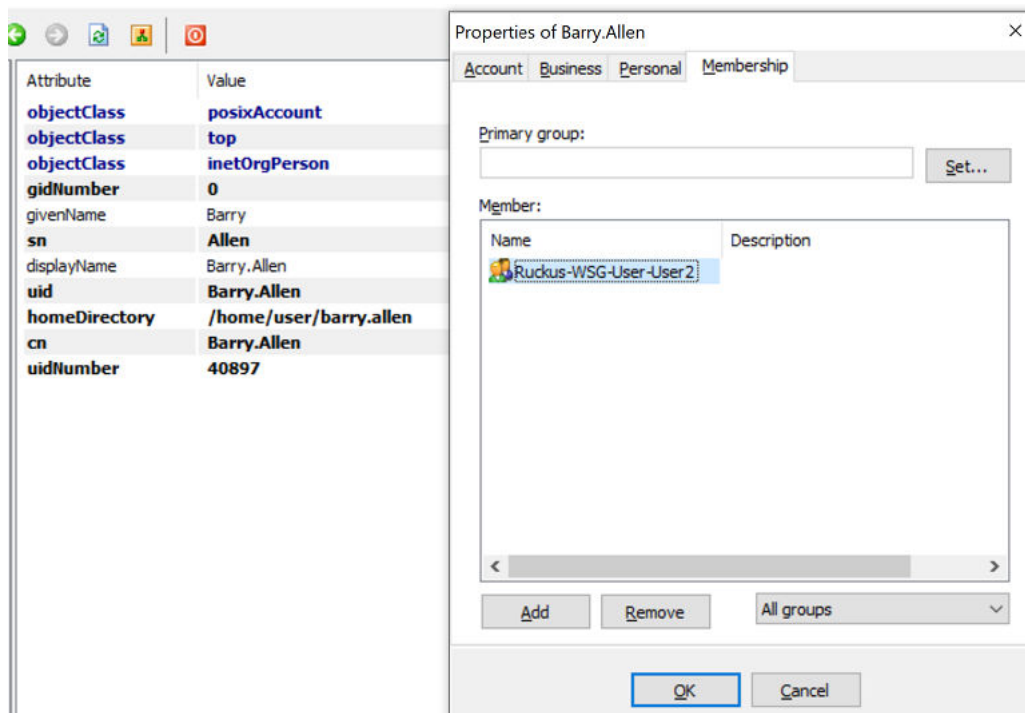 Attribute Value
objectClass posixAccount
objectClass top
objectClass inetOrgPerson
gidNumber 0
givenName Barry
sn Allen
displayName Barry.Allen
uid Barry.Allen
homeDirectory /home/user/barry.allen
cn Barry.Allen
uidNumber 40897
Properties of Barry.Allen
Account Business Personal Membership
Primary group:
Set...
Member:
Name Description
Ruckus-WSG-User-User2
Add Remove All groups
OK Cancel